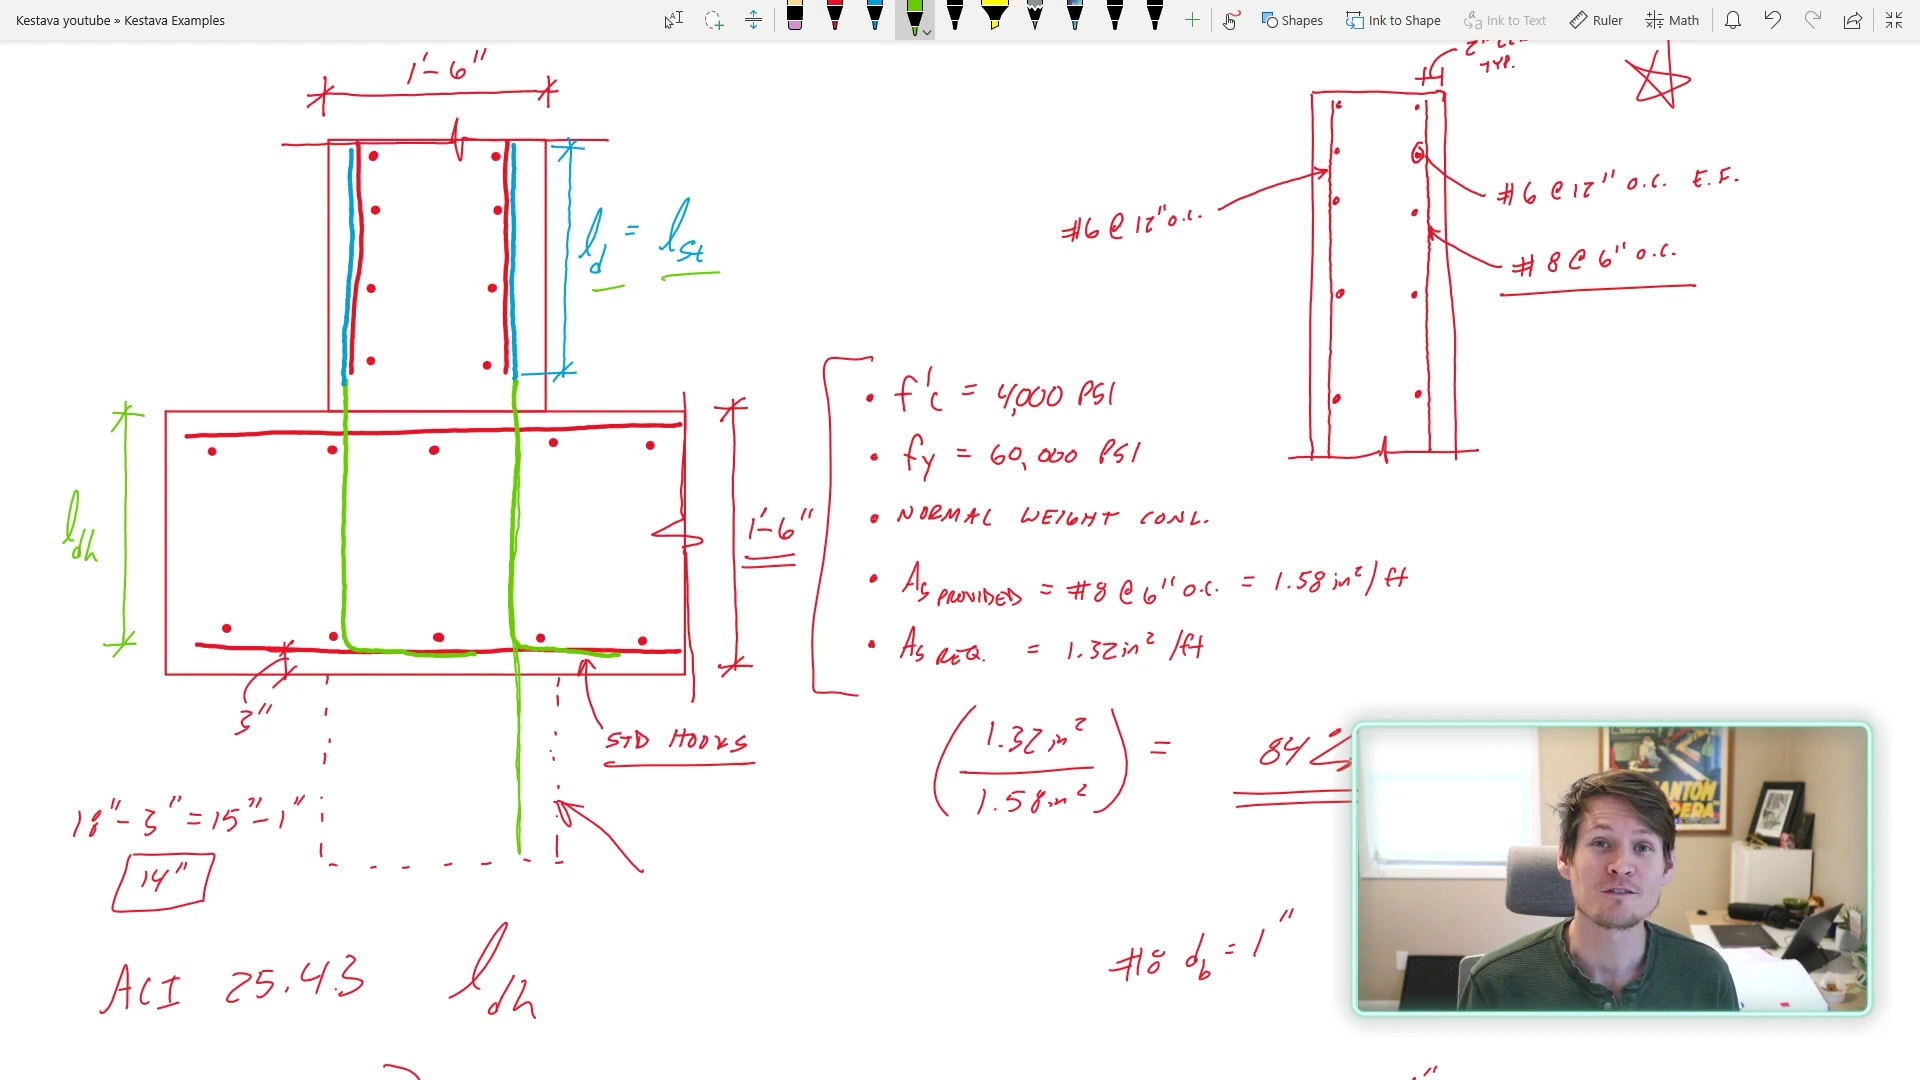 Kestava youtube » Kestava Examples
Shapes
Ink to Shape
Ink to Text
Ruler
Math
1'-6"
TYP.
ld = lst
#6 @ 12" o.c.
#6 @ 12" o.c. E.F.
# 8 @ 6" o.c.
• f'c = 4,000 PSI
• fy = 60,000 PSI
• NORMAL WEIGHT CONC.
• As PROVIDED = #8 @ 6" o.c. = 1.58 in²/ft
• As REQ. = 1.32 in²/ft
ldh
1'-6"
3"
STD HOOKS
(1.32 in² / 1.58 in²) = 84%
18" - 3" = 15" - 1"
14"
#8 db = 1"
ACI 25.4.3 ldh